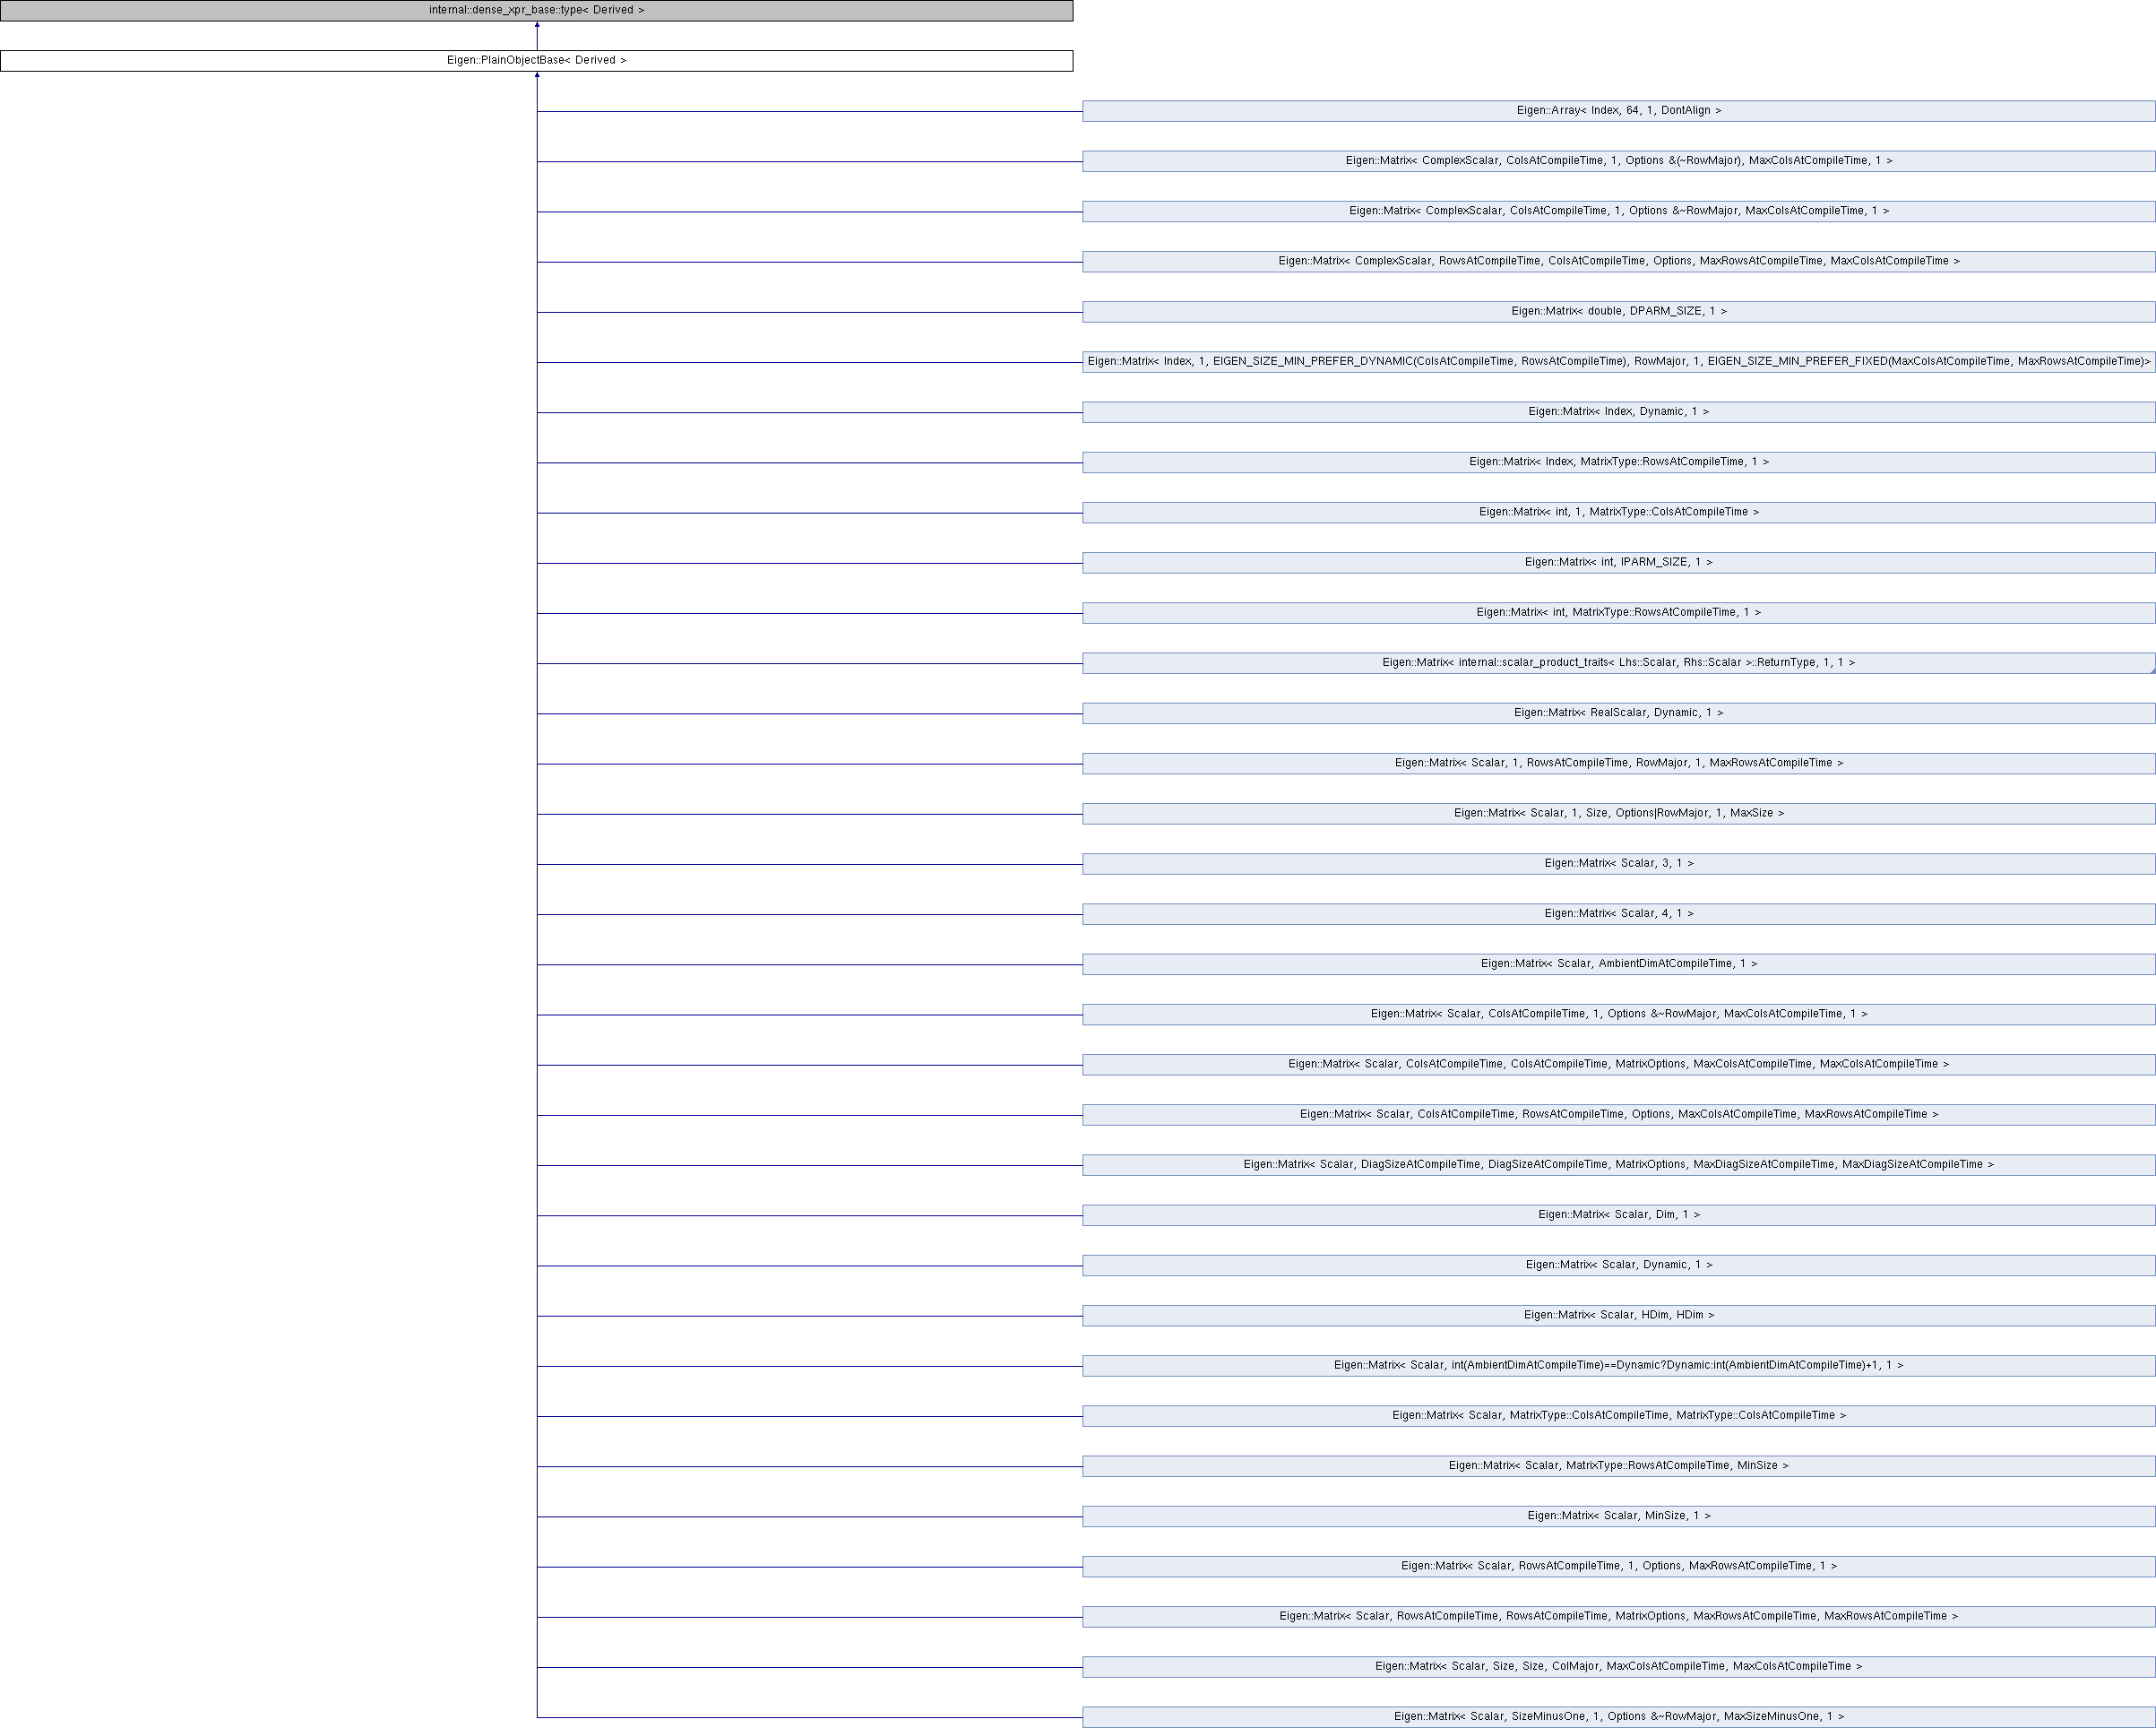 internal::dense_xpr_base::type< Derived >
Eigen::PlainObjectBase< Derived >
Eigen::Array< Index, 64, 1, DontAlign >
Eigen::Matrix< ComplexScalar, ColsAtCompileTime, 1, Options &(~RowMajor), MaxColsAtCompileTime, 1 >
Eigen::Matrix< ComplexScalar, ColsAtCompileTime, 1, Options &~RowMajor, MaxColsAtCompileTime, 1 >
Eigen::Matrix< ComplexScalar, RowsAtCompileTime, ColsAtCompileTime, Options, MaxRowsAtCompileTime, MaxColsAtCompileTime >
Eigen::Matrix< double, DPARM_SIZE, 1 >
Eigen::Matrix< Index, 1, EIGEN_SIZE_MIN_PREFER_DYNAMIC(ColsAtCompileTime, RowsAtCompileTime), RowMajor, 1, EIGEN_SIZE_MIN_PREFER_FIXED(MaxColsAtCompileTime, MaxRowsAtCompileTime)>
Eigen::Matrix< Index, Dynamic, 1 >
Eigen::Matrix< Index, MatrixType::RowsAtCompileTime, 1 >
Eigen::Matrix< int, 1, MatrixType::ColsAtCompileTime >
Eigen::Matrix< int, IPARM_SIZE, 1 >
Eigen::Matrix< int, MatrixType::RowsAtCompileTime, 1 >
Eigen::Matrix< internal::scalar_product_traits< Lhs::Scalar, Rhs::Scalar >::ReturnType, 1, 1 >
Eigen::Matrix< RealScalar, Dynamic, 1 >
Eigen::Matrix< Scalar, 1, RowsAtCompileTime, RowMajor, 1, MaxRowsAtCompileTime >
Eigen::Matrix< Scalar, 1, Size, Options|RowMajor, 1, MaxSize >
Eigen::Matrix< Scalar, 3, 1 >
Eigen::Matrix< Scalar, 4, 1 >
Eigen::Matrix< Scalar, AmbientDimAtCompileTime, 1 >
Eigen::Matrix< Scalar, ColsAtCompileTime, 1, Options &~RowMajor, MaxColsAtCompileTime, 1 >
Eigen::Matrix< Scalar, ColsAtCompileTime, ColsAtCompileTime, MatrixOptions, MaxColsAtCompileTime, MaxColsAtCompileTime >
Eigen::Matrix< Scalar, ColsAtCompileTime, RowsAtCompileTime, Options, MaxColsAtCompileTime, MaxRowsAtCompileTime >
Eigen::Matrix< Scalar, DiagSizeAtCompileTime, DiagSizeAtCompileTime, MatrixOptions, MaxDiagSizeAtCompileTime, MaxDiagSizeAtCompileTime >
Eigen::Matrix< Scalar, Dim, 1 >
Eigen::Matrix< Scalar, Dynamic, 1 >
Eigen::Matrix< Scalar, HDim, HDim >
Eigen::Matrix< Scalar, int(AmbientDimAtCompileTime)==Dynamic?Dynamic:int(AmbientDimAtCompileTime)+1, 1 >
Eigen::Matrix< Scalar, MatrixType::ColsAtCompileTime, MatrixType::ColsAtCompileTime >
Eigen::Matrix< Scalar, MatrixType::RowsAtCompileTime, MinSize >
Eigen::Matrix< Scalar, MinSize, 1 >
Eigen::Matrix< Scalar, RowsAtCompileTime, 1, Options, MaxRowsAtCompileTime, 1 >
Eigen::Matrix< Scalar, RowsAtCompileTime, RowsAtCompileTime, MatrixOptions, MaxRowsAtCompileTime, MaxRowsAtCompileTime >
Eigen::Matrix< Scalar, Size, Size, ColMajor, MaxColsAtCompileTime, MaxColsAtCompileTime >
Eigen::Matrix< Scalar, SizeMinusOne, 1, Options &~RowMajor, MaxSizeMinusOne, 1 >